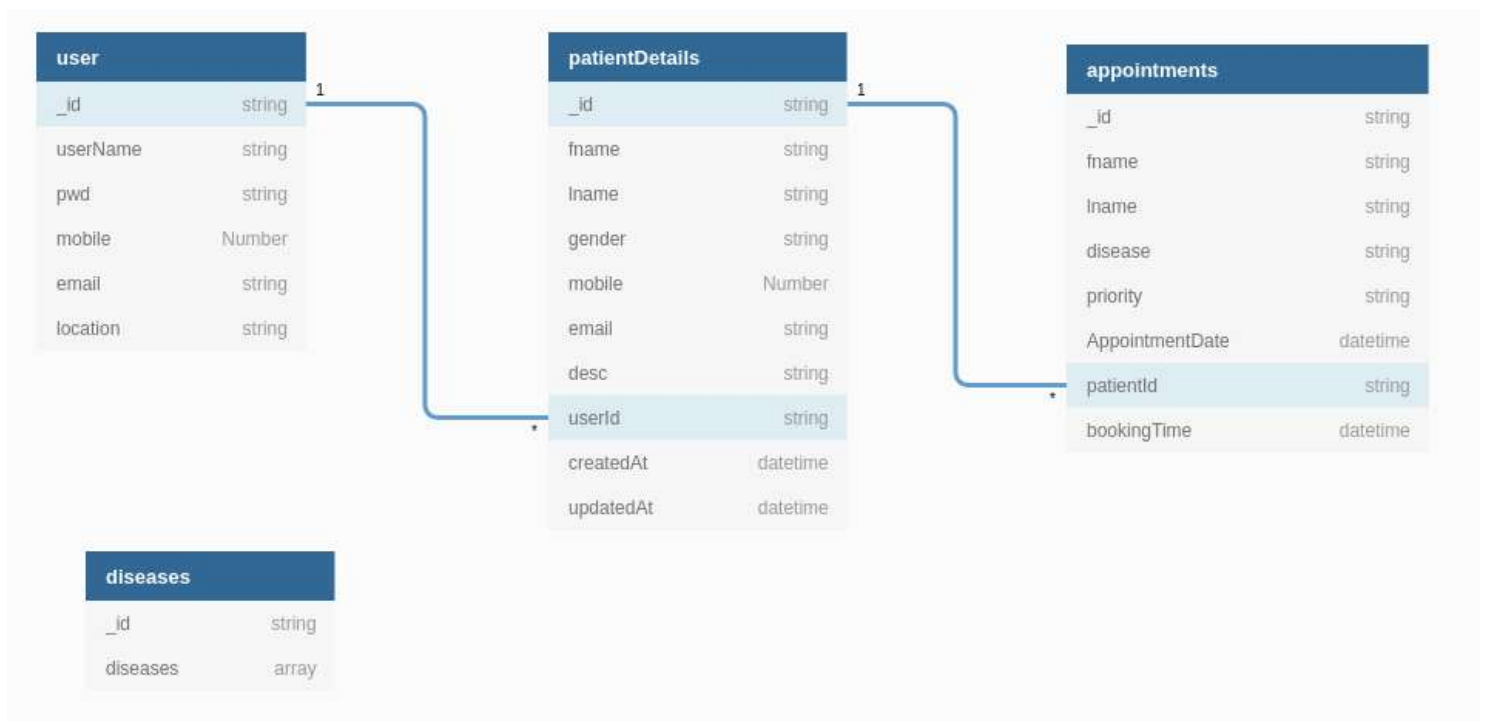 user
_id string
userName string
pwd string
mobile Number
email string
location string
1
*
patientDetails
_id string
fname string
lname string
gender string
mobile Number
email string
desc string
userId string
createdAt datetime
updatedAt datetime
1
*
appointments
_id string
fname string
lname string
disease string
priority string
AppointmentDate datetime
patientId string
bookingTime datetime
diseases
_id string
diseases array